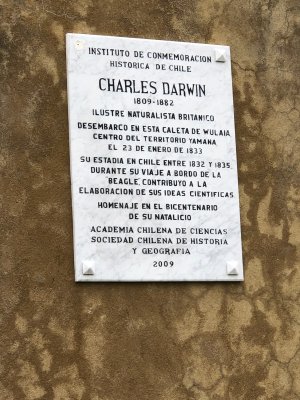 INSTITUTO DE CONMEMORACION
HISTORICA DE CHILE
CHARLES DARWIN
1809-1882
ILUSTRE NATURALISTA BRITANICO
DESEMBARCO EN ESTA CALETA DE WULAIA
CENTRO DEL TERRITORIO YAMANA
EL 23 DE ENERO DE 1833
SU ESTADIA EN CHILE ENTRE 1832 Y 1835
DURANTE SU VIAJE A BORDO DE LA
"BEAGLE", CONTRIBUYO A LA
ELABORACION DE SUS IDEAS CIENTIFICAS
HOMENAJE EN EL BICENTENARIO
DE SU NATALICIO
ACADEMIA CHILENA DE CIENCIAS
SOCIEDAD CHILENA DE HISTORIA
Y GEOGRAFIA
2009